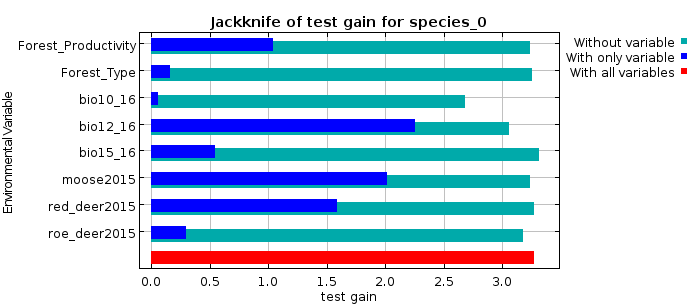 Jackknife of test gain for species_0
Environmental Variable
Forest_Productivity
Forest_Type
bio10_16
bio12_16
bio15_16
moose2015
red_deer2015
roe_deer2015
0.0 0.5 1.0 1.5 2.0 2.5 3.0
test gain
Without variable
With only variable
With all variables